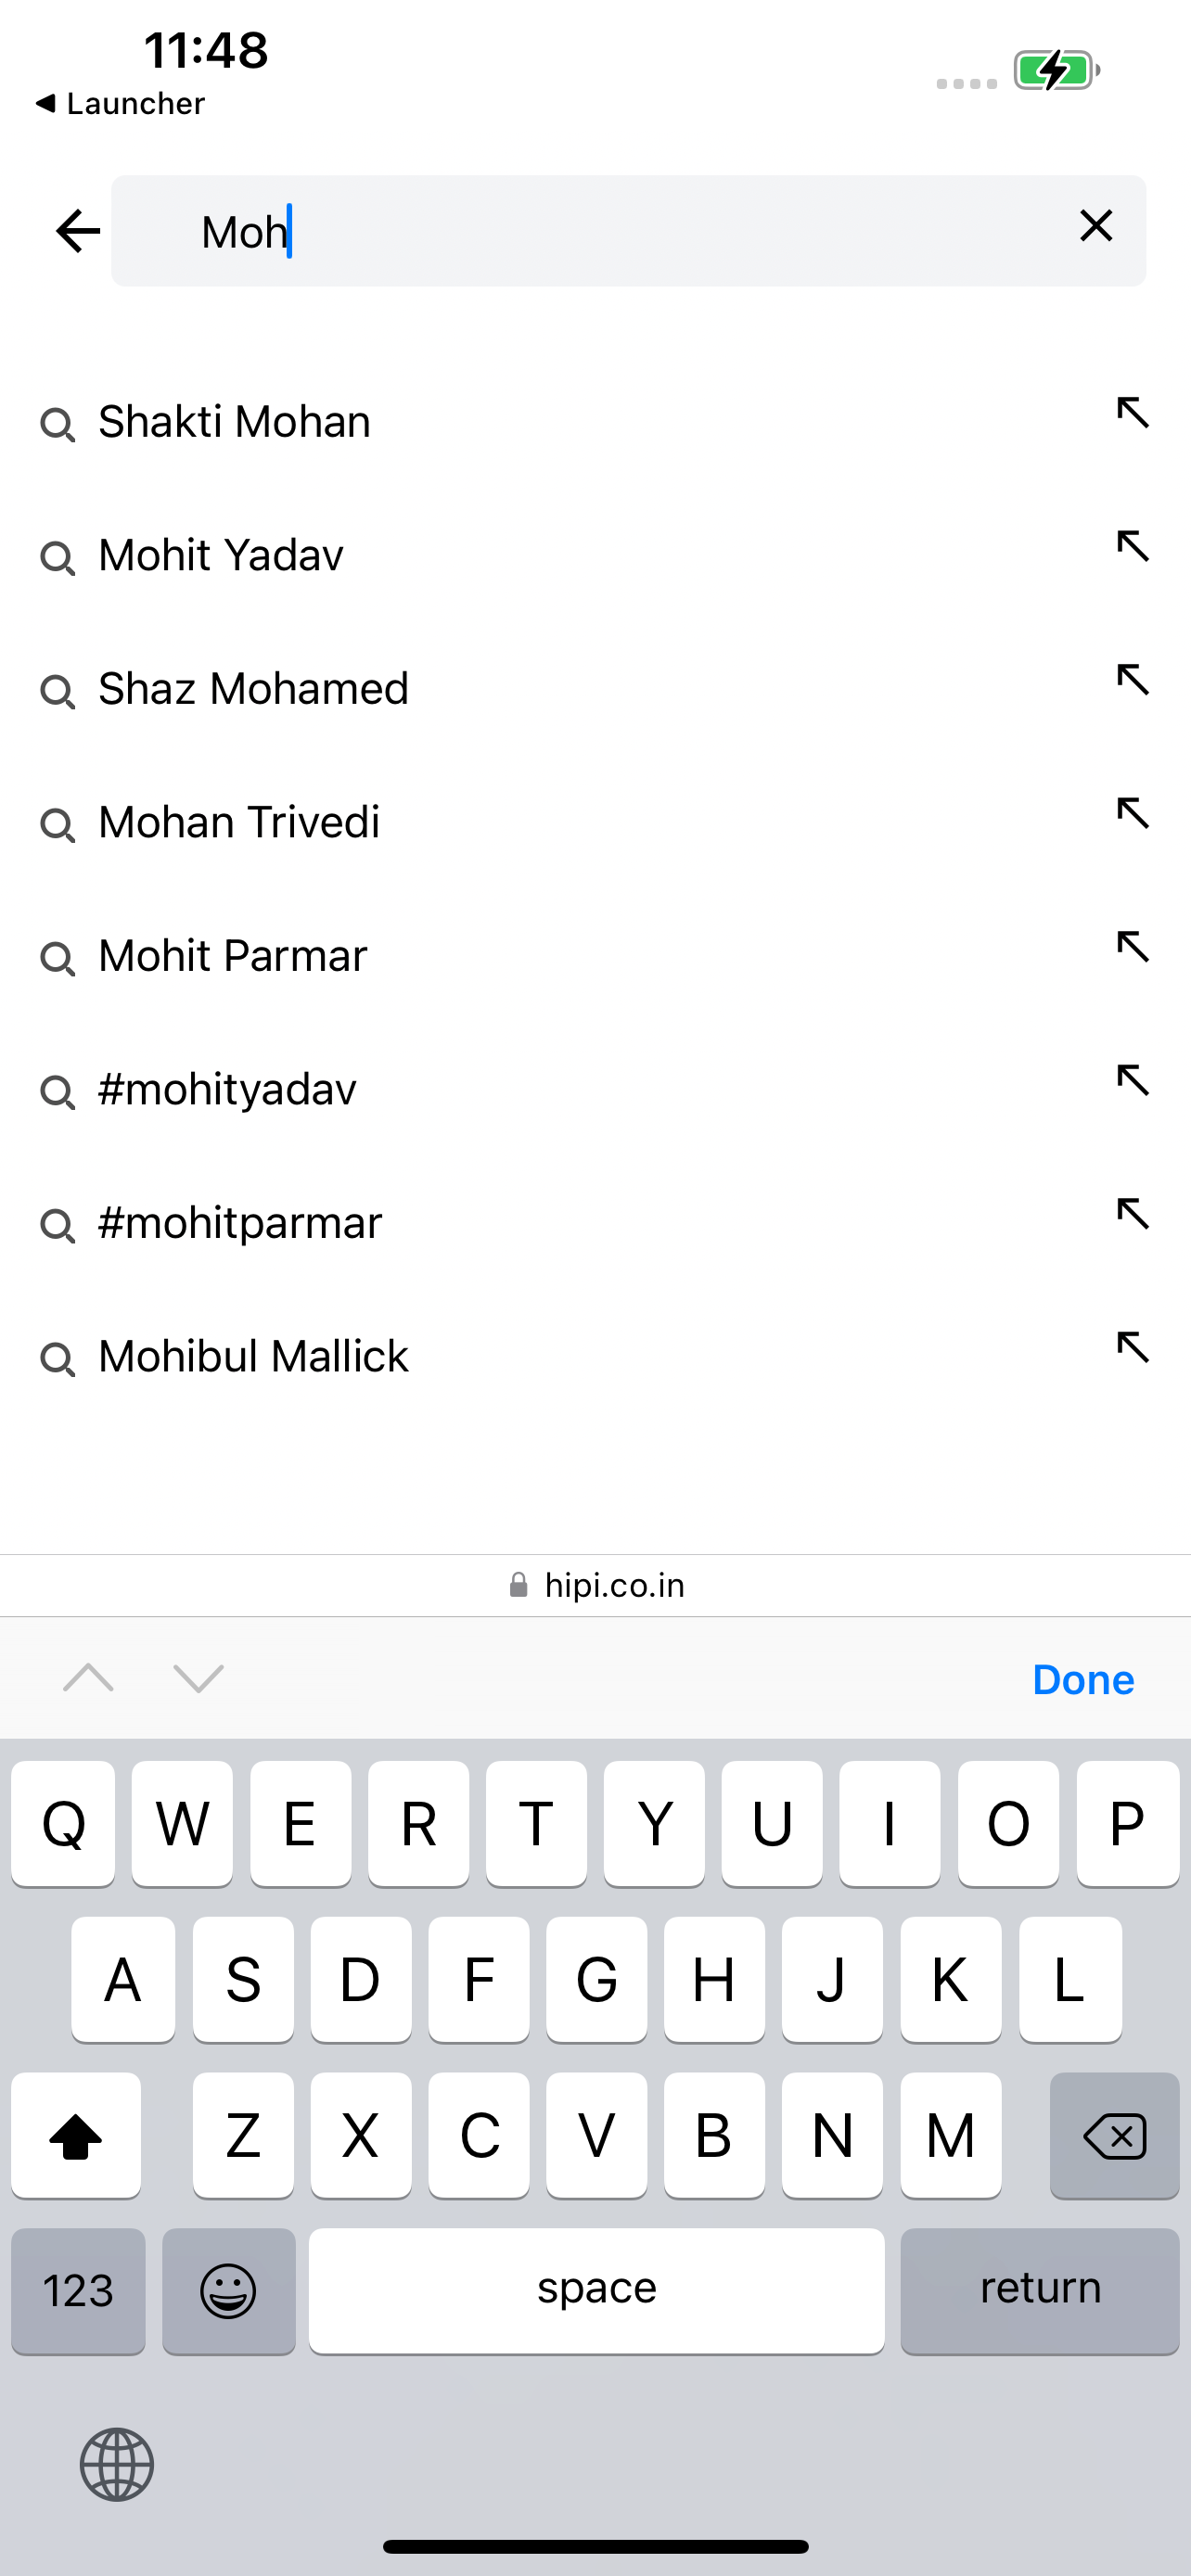 11:48
Launcher
Moh
Shakti Mohan
Mohit Yadav
Shaz Mohamed
Mohan Trivedi
Mohit Parmar
#mohityadav
#mohitparmar
Mohibul Mallick
hipi.co.in
Done
Q W E R T Y U I O P
A S D F G H J K L
Z X C V B N M
123 space return